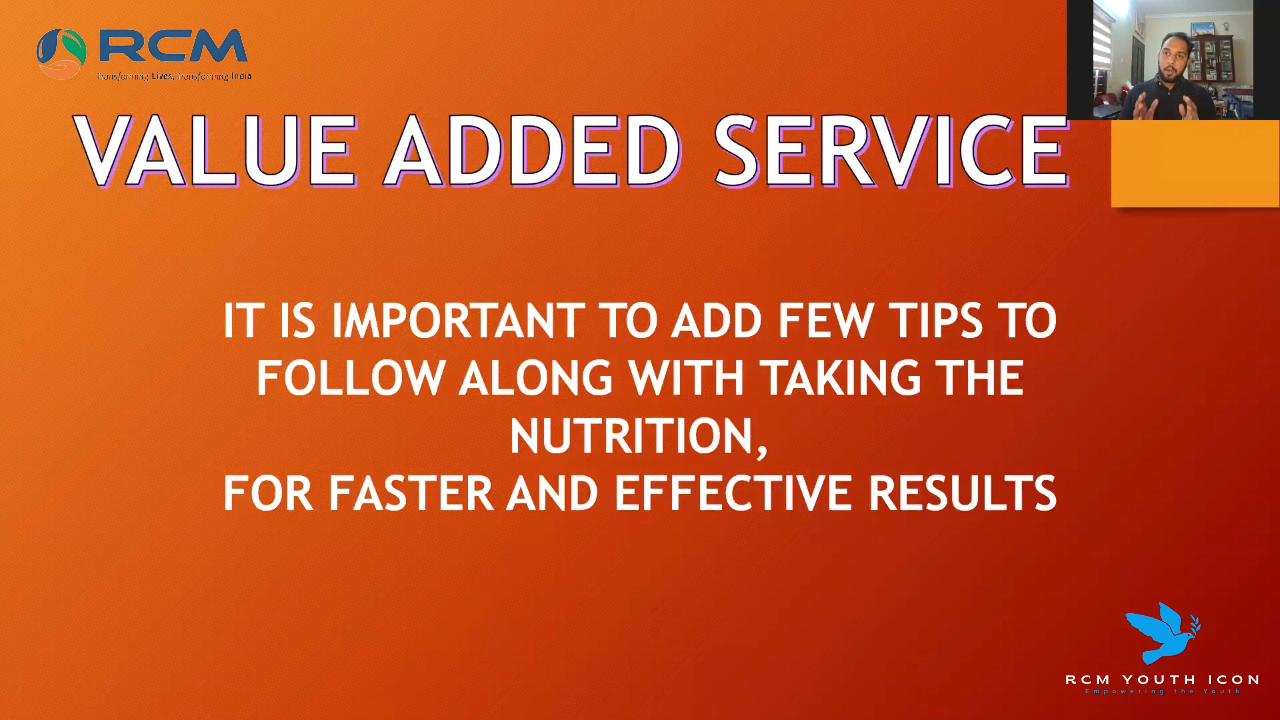 RCM
Transforming Lives, Transforming India
VALUE ADDED SERVICE
IT IS IMPORTANT TO ADD FEW TIPS TO
FOLLOW ALONG WITH TAKING THE
NUTRITION,
FOR FASTER AND EFFECTIVE RESULTS
RCM YOUTH ICON
Empowering the Youth